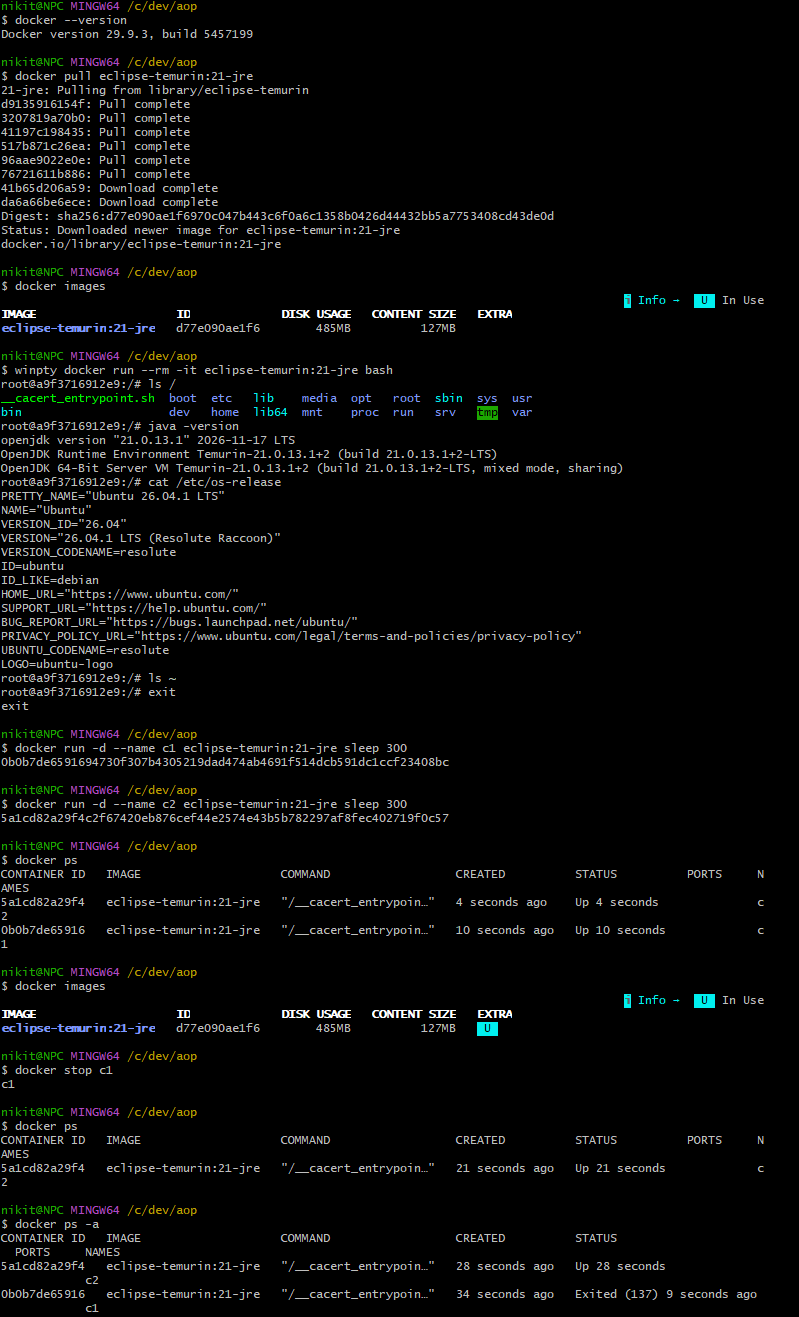 nikit@NPC MINGW64 /c/dev/aop
$ docker --version
Docker version 29.9.3, build 5457199

nikit@NPC MINGW64 /c/dev/aop
$ docker pull eclipse-temurin:21-jre
21-jre: Pulling from library/eclipse-temurin
d9135916154f: Pull complete
3207819a70b0: Pull complete
41197c198435: Pull complete
517b871c26ea: Pull complete
96aae9022e0e: Pull complete
76721611b886: Pull complete
41b65d206a59: Download complete
da6a66be6ece: Download complete
Digest: sha256:d77e090ae1f6970c047b443c6f0a6c1358b0426d44432bb5a7753408cd43de0d
Status: Downloaded newer image for eclipse-temurin:21-jre
docker.io/library/eclipse-temurin:21-jre

nikit@NPC MINGW64 /c/dev/aop
$ docker images
i Info → U In Use
IMAGE ID DISK USAGE CONTENT SIZE EXTRA
eclipse-temurin:21-jre d77e090ae1f6 485MB 127MB

nikit@NPC MINGW64 /c/dev/aop
$ winpty docker run --rm -it eclipse-temurin:21-jre bash
root@a9f3716912e9:/# ls /
__cacert_entrypoint.sh boot etc lib media opt root sbin sys usr
bin dev home lib64 mnt proc run srv tmp var
root@a9f3716912e9:/# java -version
openjdk version "21.0.13.1" 2026-11-17 LTS
OpenJDK Runtime Environment Temurin-21.0.13.1+2 (build 21.0.13.1+2-LTS)
OpenJDK 64-Bit Server VM Temurin-21.0.13.1+2 (build 21.0.13.1+2-LTS, mixed mode, sharing)
root@a9f3716912e9:/# cat /etc/os-release
PRETTY_NAME="Ubuntu 26.04.1 LTS"
NAME="Ubuntu"
VERSION_ID="26.04"
VERSION="26.04.1 LTS (Resolute Raccoon)"
VERSION_CODENAME=resolute
ID=ubuntu
ID_LIKE=debian
HOME_URL="https://www.ubuntu.com/"
SUPPORT_URL="https://help.ubuntu.com/"
BUG_REPORT_URL="https://bugs.launchpad.net/ubuntu/"
PRIVACY_POLICY_URL="https://www.ubuntu.com/legal/terms-and-policies/privacy-policy"
UBUNTU_CODENAME=resolute
LOGO=ubuntu-logo
root@a9f3716912e9:/# ls ~
root@a9f3716912e9:/# exit
exit

nikit@NPC MINGW64 /c/dev/aop
$ docker run -d --name c1 eclipse-temurin:21-jre sleep 300
0b0b7de6591694730f307b4305219dad474ab4691f514dcb591dc1ccf23408bc

nikit@NPC MINGW64 /c/dev/aop
$ docker run -d --name c2 eclipse-temurin:21-jre sleep 300
5a1cd82a29f4c2f67420eb876cef44e2574e43b5b782297af8fec402719f0c57

nikit@NPC MINGW64 /c/dev/aop
$ docker ps
CONTAINER ID IMAGE COMMAND CREATED STATUS PORTS N
AMES
5a1cd82a29f4 eclipse-temurin:21-jre "/__cacert_entrypoin…" 4 seconds ago Up 4 seconds c
2
0b0b7de65916 eclipse-temurin:21-jre "/__cacert_entrypoin…" 10 seconds ago Up 10 seconds c
1

nikit@NPC MINGW64 /c/dev/aop
$ docker images
i Info → U In Use
IMAGE ID DISK USAGE CONTENT SIZE EXTRA
eclipse-temurin:21-jre d77e090ae1f6 485MB 127MB U

nikit@NPC MINGW64 /c/dev/aop
$ docker stop c1
c1

nikit@NPC MINGW64 /c/dev/aop
$ docker ps
CONTAINER ID IMAGE COMMAND CREATED STATUS PORTS N
AMES
5a1cd82a29f4 eclipse-temurin:21-jre "/__cacert_entrypoin…" 21 seconds ago Up 21 seconds c
2

nikit@NPC MINGW64 /c/dev/aop
$ docker ps -a
CONTAINER ID IMAGE COMMAND CREATED STATUS
PORTS NAMES
5a1cd82a29f4 eclipse-temurin:21-jre "/__cacert_entrypoin…" 28 seconds ago Up 28 seconds
c2
0b0b7de65916 eclipse-temurin:21-jre "/__cacert_entrypoin…" 34 seconds ago Exited (137) 9 seconds ago
c1